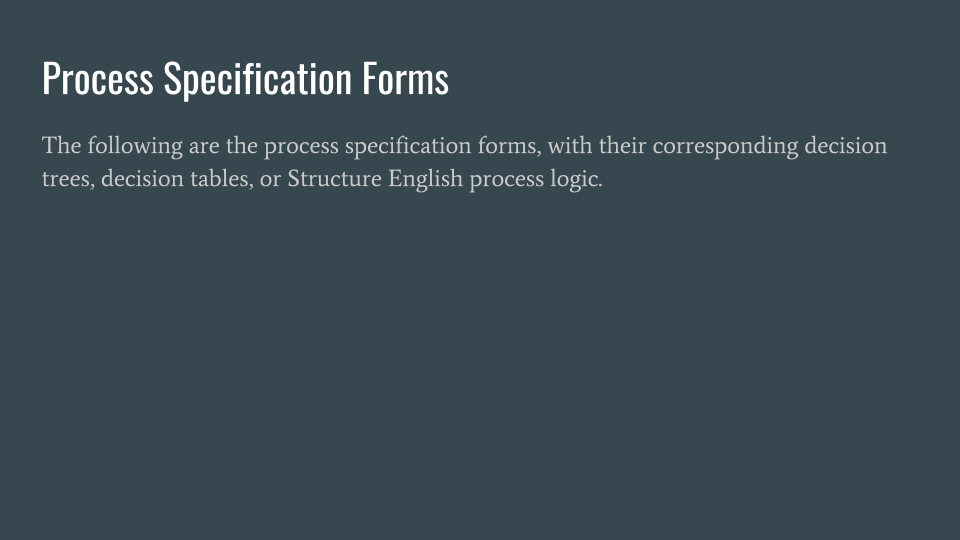 Process Specification Forms
The following are the process specification forms, with their corresponding decision
trees, decision tables, or Structure English process logic.